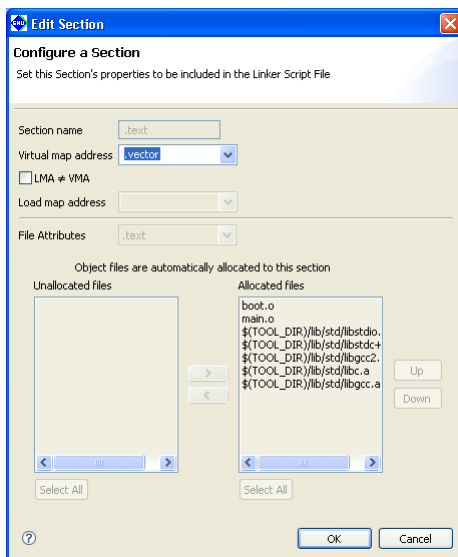 GNU Edit Section
Configure a Section
Set this Section's properties to be included in the Linker Script File
Section name .text
Virtual map address .vector
LMA ≠ VMA
Load map address
File Attributes .text
Object files are automatically allocated to this section
Unallocated files Allocated files
boot.o
main.o
$(TOOL_DIR)/lib/std/libstdio.
$(TOOL_DIR)/lib/std/libstdc+
$(TOOL_DIR)/lib/std/libgcc2.
$(TOOL_DIR)/lib/std/libc.a
$(TOOL_DIR)/lib/std/libgcc.a
> Up
< Down
Select All Select All
? OK Cancel